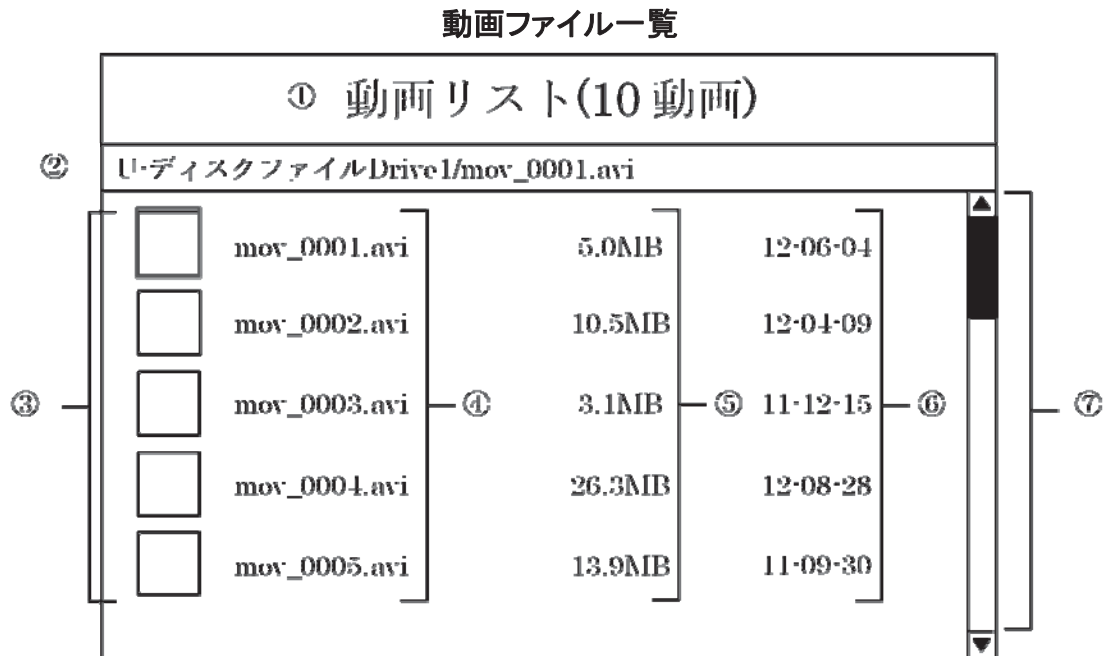 動画ファイル一覧
① 動画リスト(10 動画)
② U-ディスクファイルDrive1/mov_0001.avi
mov_0001.avi 5.0MB 12-06-04
mov_0002.avi 10.5MB 12-04-09
③ mov_0003.avi ④ 3.1MB ⑤ 11-12-15 ⑥ ⑦
mov_0004.avi 26.3MB 12-08-28
mov_0005.avi 13.9MB 11-09-30